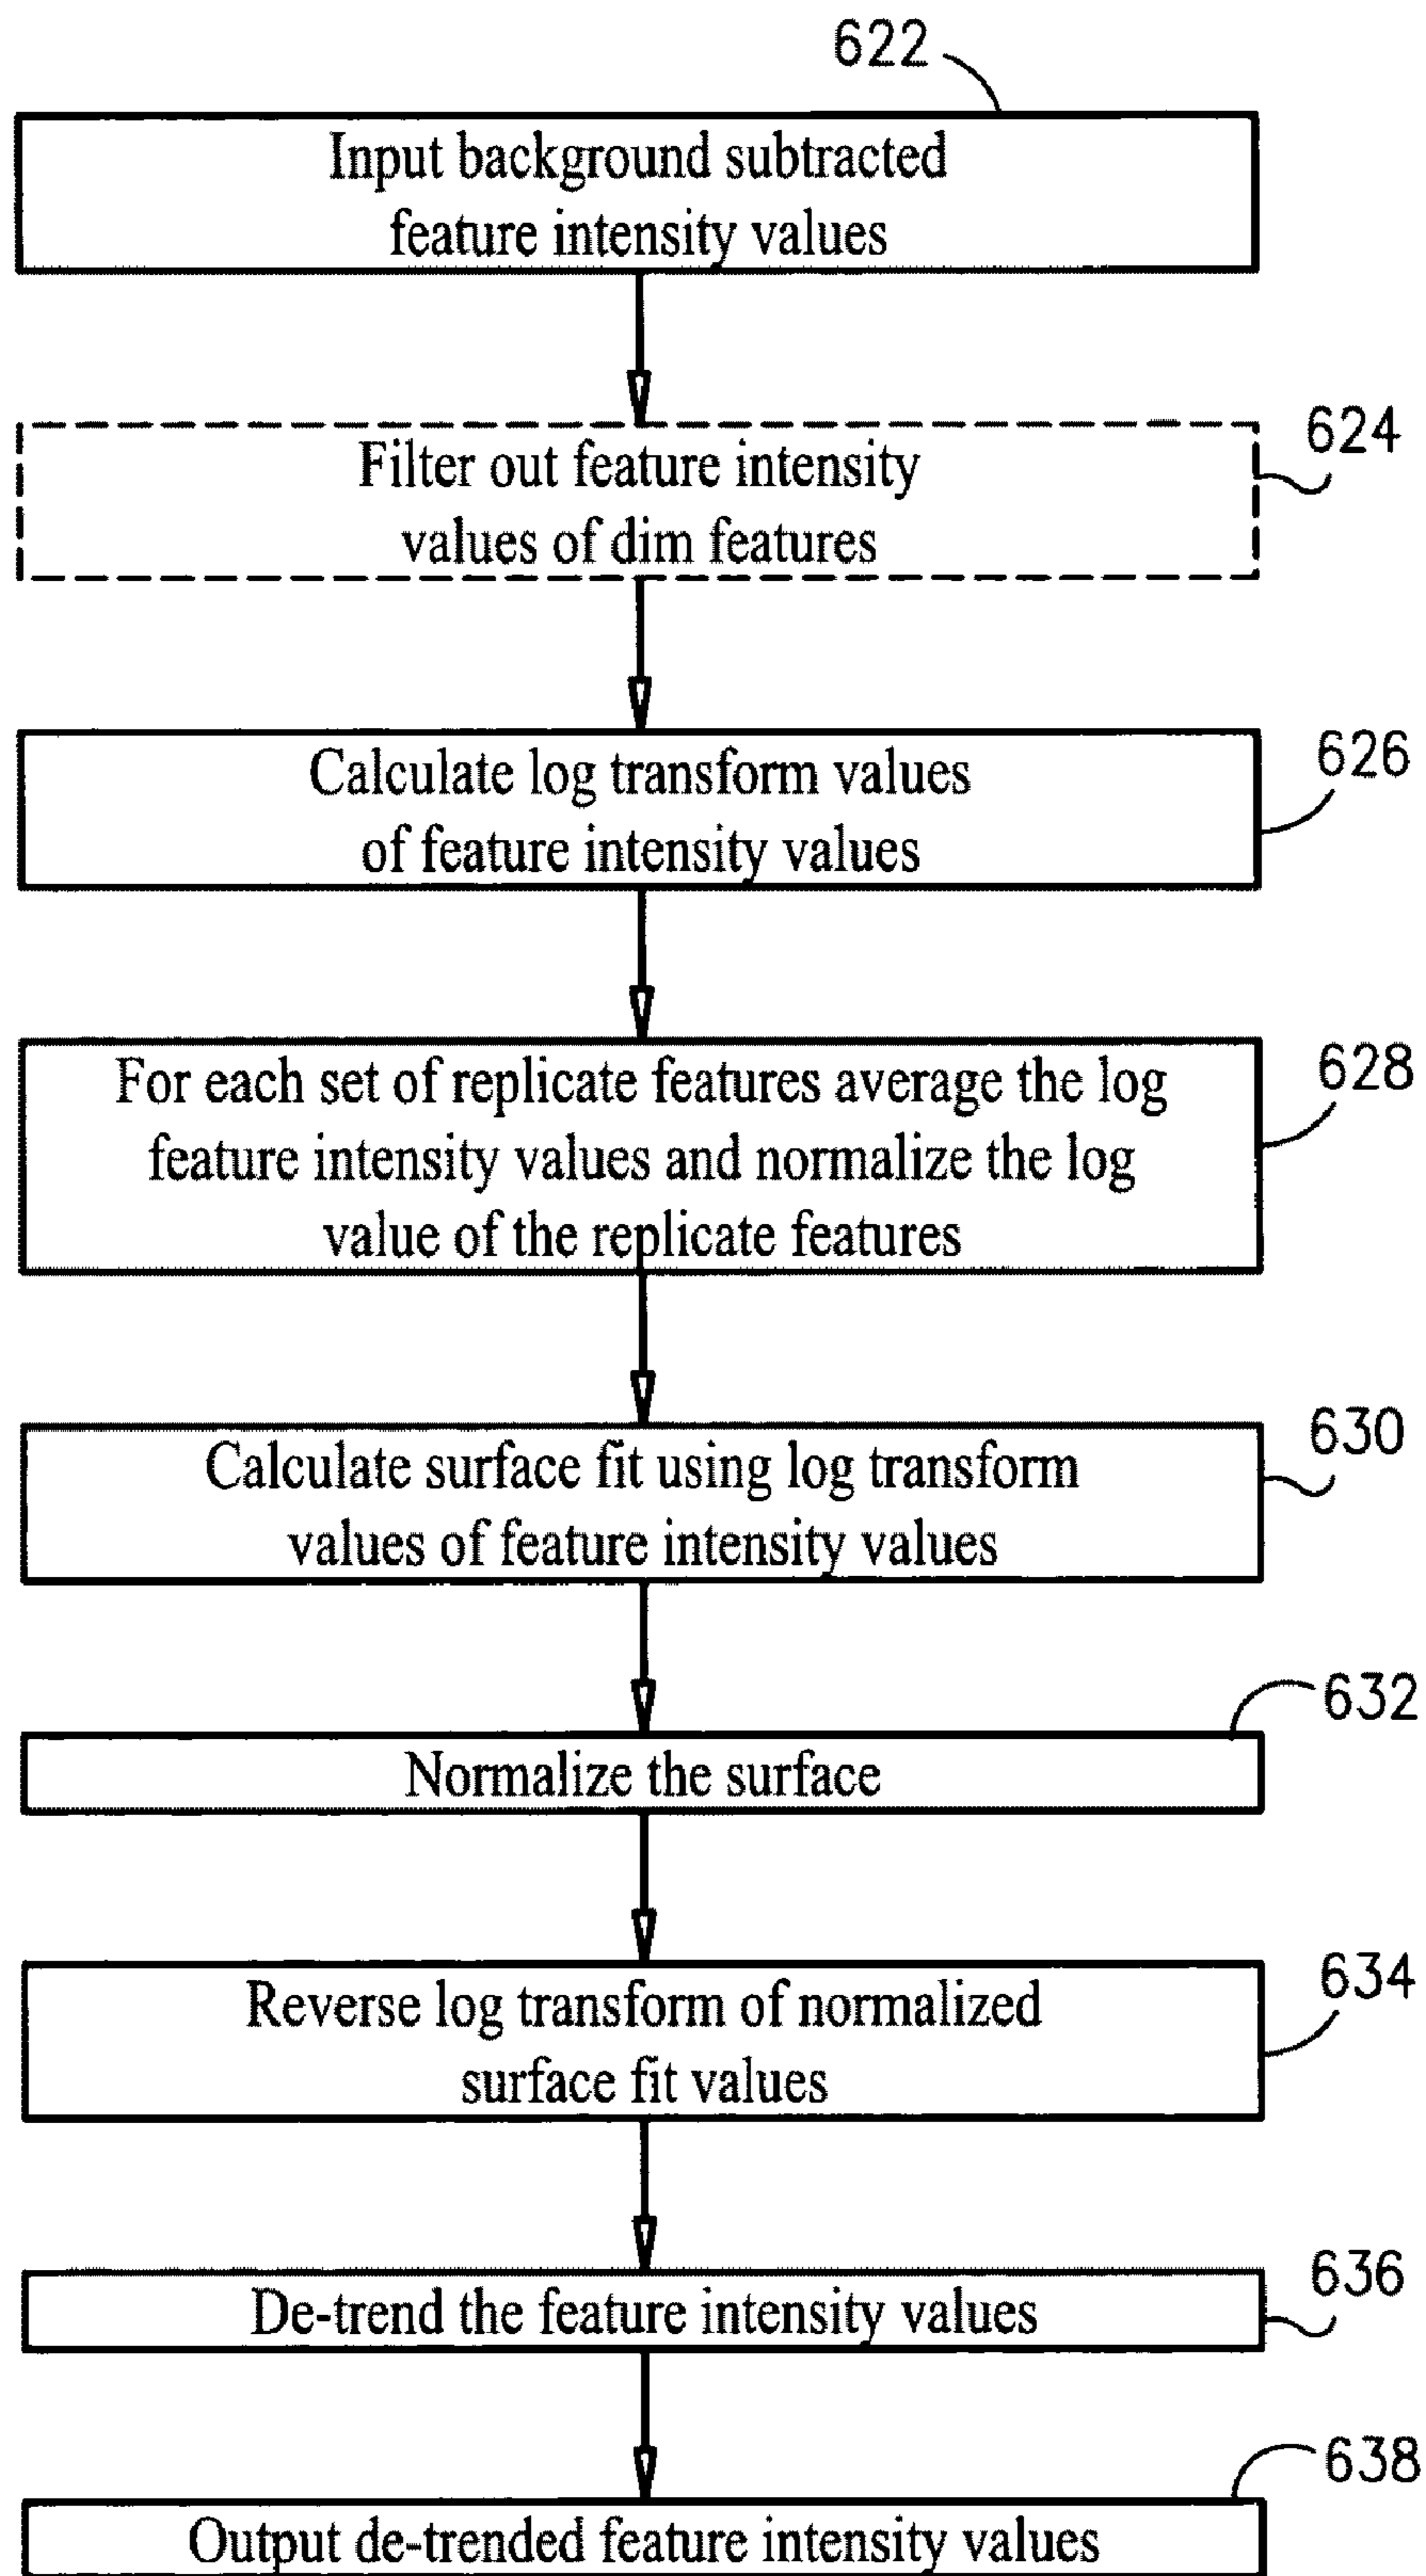 622
Input background subtracted
feature intensity values
624
Filter out feature intensity
values of dim features
626
Calculate log transform values
of feature intensity values
628
For each set of replicate features average the log
feature intensity values and normalize the log
value of the replicate features
630
Calculate surface fit using log transform
values of feature intensity values
632
Normalize the surface
634
Reverse log transform of normalized
surface fit values
636
De-trend the feature intensity values
638
Output de-trended feature intensity values